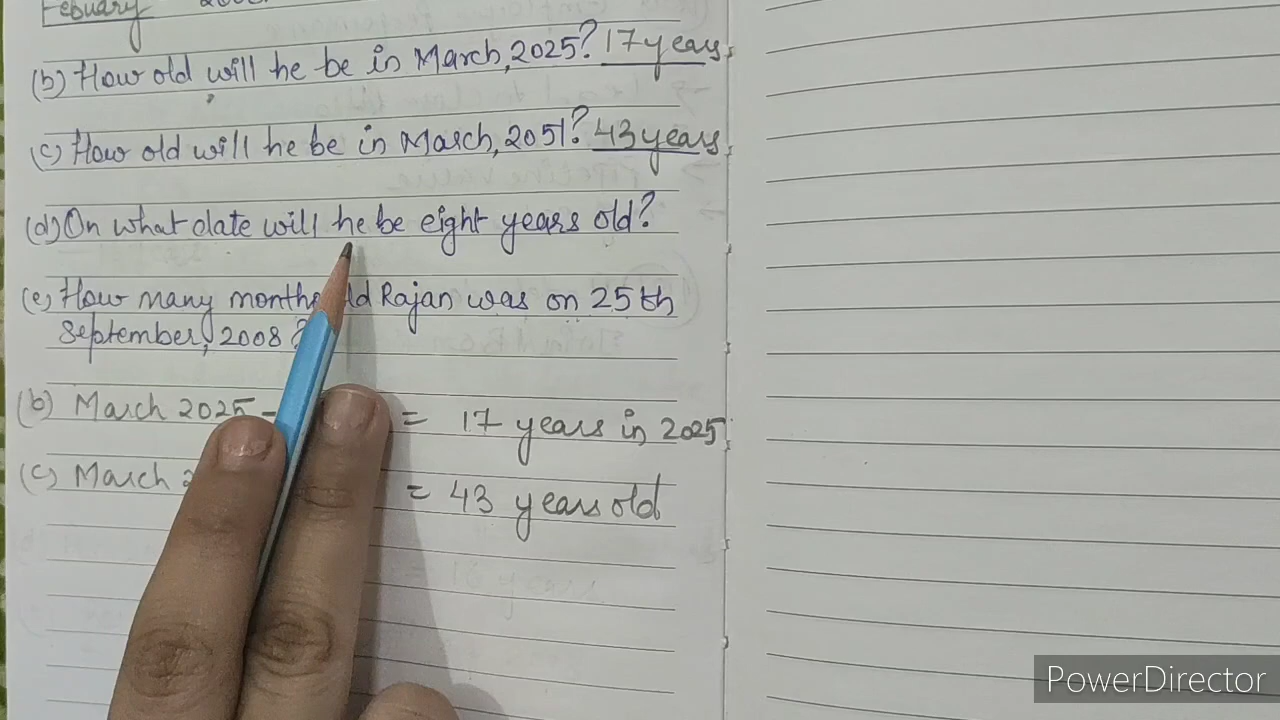 Febuary
(b) How old will he be in March, 2025? 17 years.
(c) How old will he be in March, 2051? 43 years.
(d) On what date will he be eight years old?
(e) How many months old Rajan was on 25th
September, 2008?
(b) March 2025 - = 17 years in 2025.
(c) March = 43 years old
PowerDirector